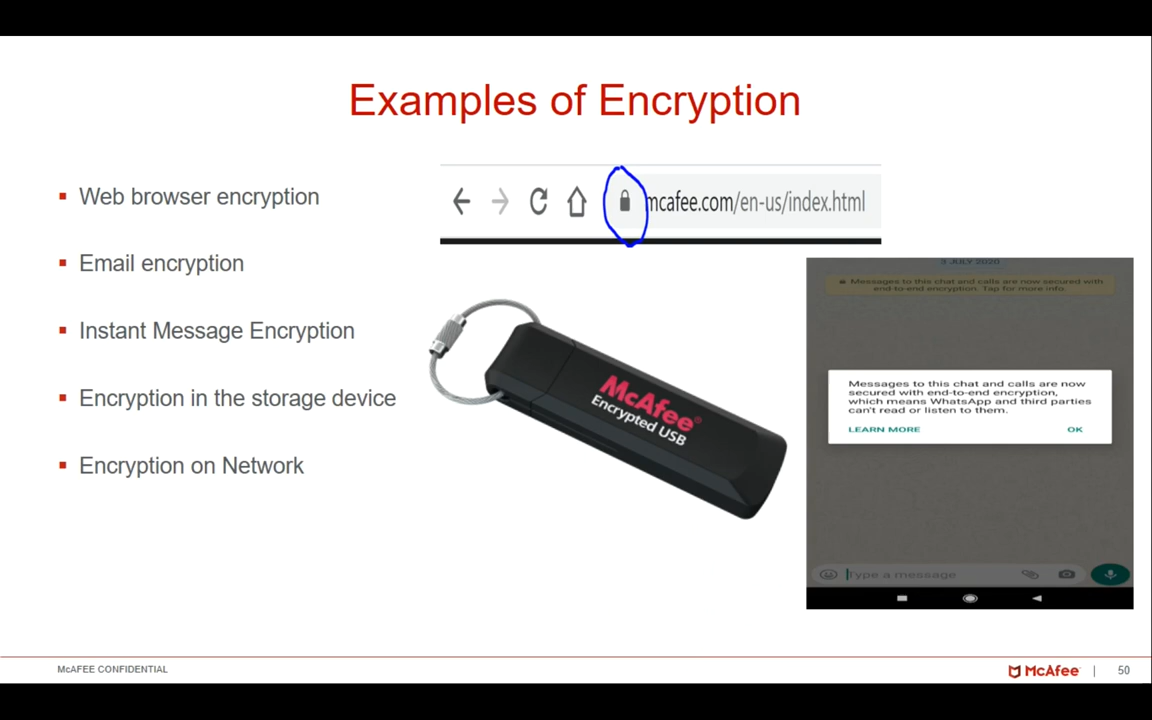 Examples of Encryption
Web browser encryption
Email encryption
Instant Message Encryption
Encryption in the storage device
Encryption on Network
mcafee.com/en-us/index.html
McAfee®
Encrypted USB
3 JULY 2020
Messages to this chat and calls are now secured with
end-to-end encryption. Tap for more info.
Messages to this chat and calls are now
secured with end-to-end encryption,
which means WhatsApp and third parties
can't read or listen to them.
LEARN MORE OK
Type a message
McAFEE CONFIDENTIAL
McAfee | 50